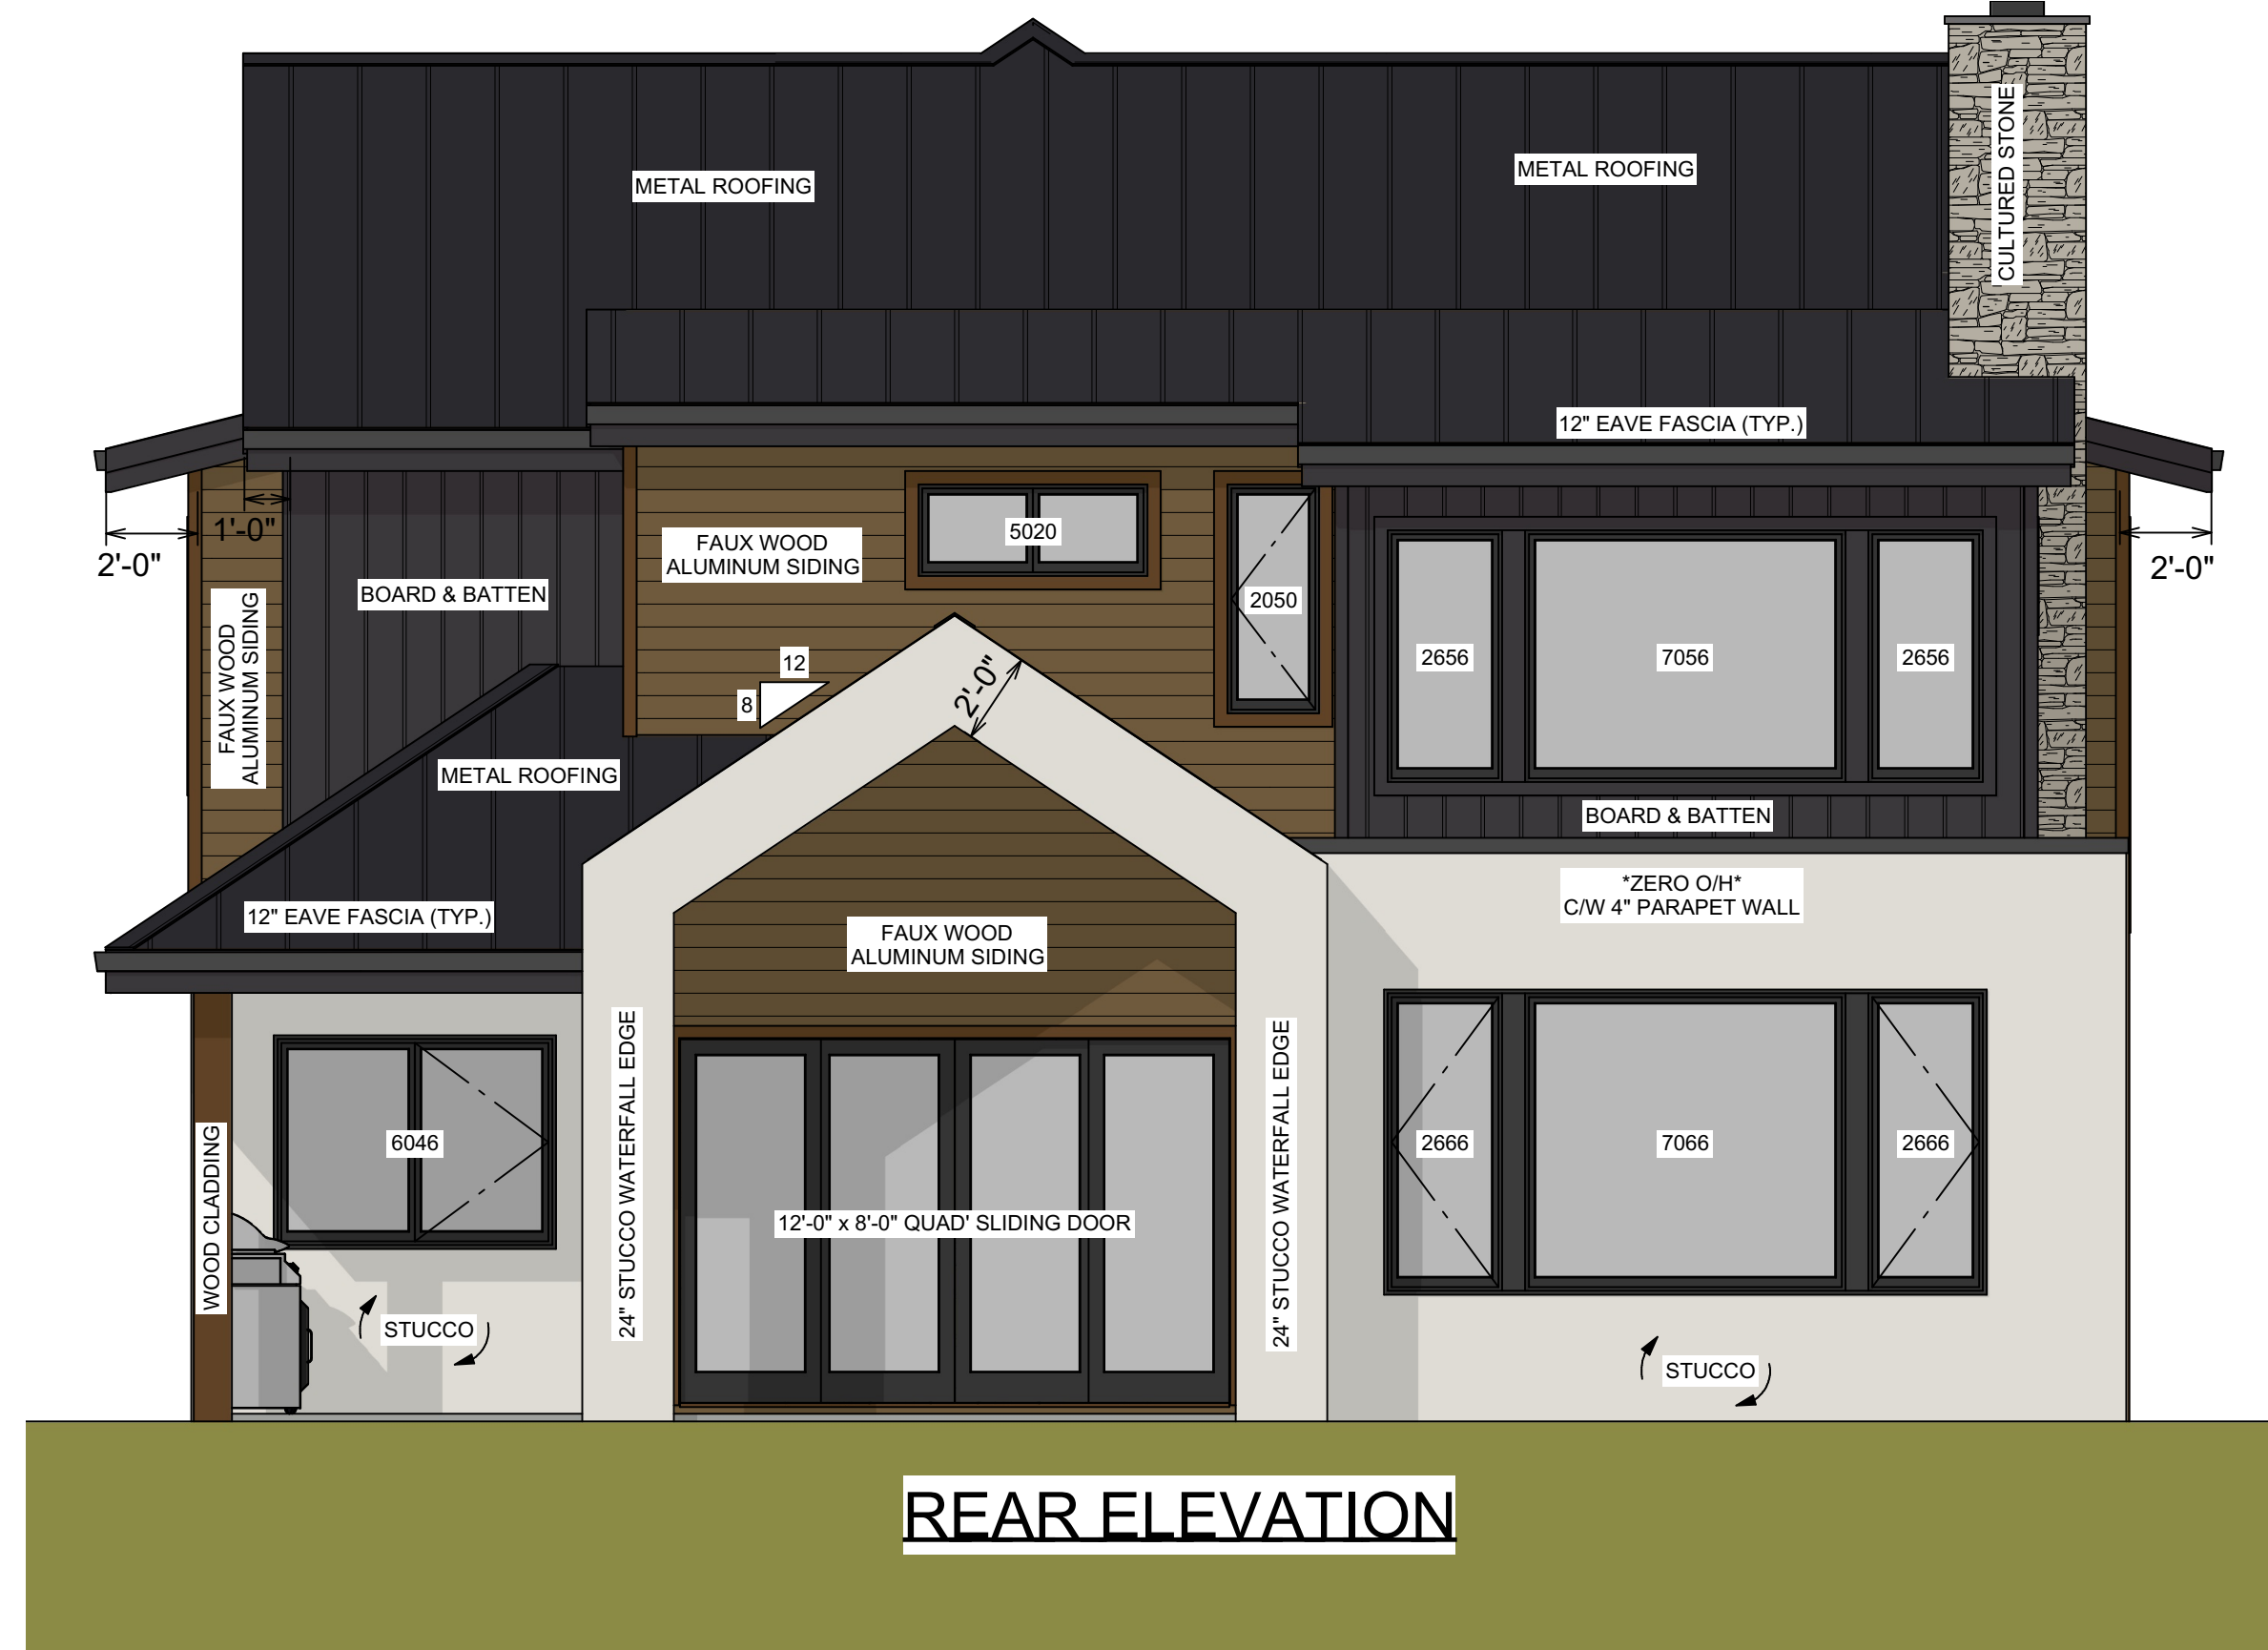 CULTURED STONE
METAL ROOFING
METAL ROOFING
12" EAVE FASCIA (TYP.)
1'-0"
2'-0"
2'-0"
FAUX WOOD
ALUMINUM SIDING
5020
2050
BOARD & BATTEN
FAUX WOOD
ALUMINUM SIDING
2656
7056
2656
12
8
2'-0"
METAL ROOFING
BOARD & BATTEN
*ZERO O/H*
C/W 4" PARAPET WALL
12" EAVE FASCIA (TYP.)
FAUX WOOD
ALUMINUM SIDING
24" STUCCO WATERFALL EDGE
24" STUCCO WATERFALL EDGE
WOOD CLADDING
6046
2666
7066
2666
12'-0" x 8'-0" QUAD' SLIDING DOOR
STUCCO
STUCCO
REAR ELEVATION